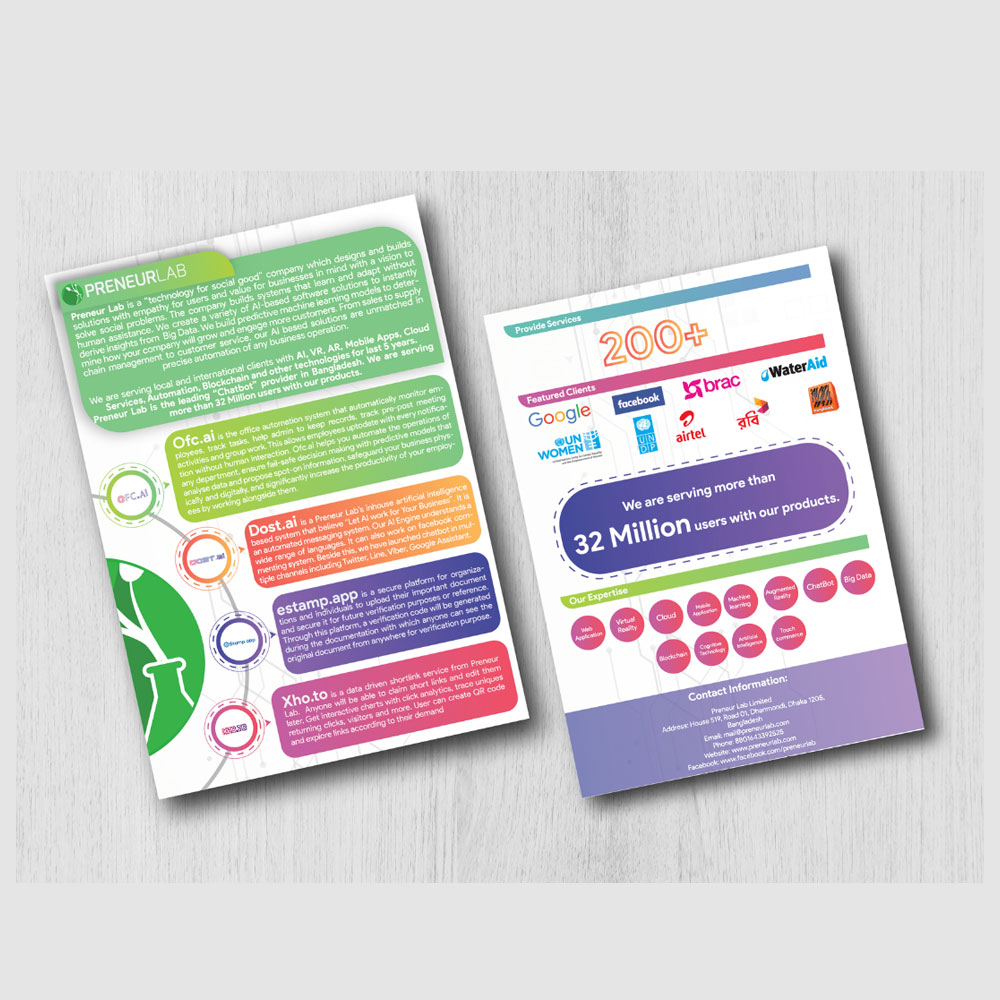 PRENEURLAB
Preneur Lab is a "technology for social good" company which designs and builds
solutions with empathy for users and value for businesses in mind with a vision to
solve social problems. The company builds systems that learn and adapt without
human assistance. We create a variety of AI-based software solutions to instantly
derive insights from Big Data. We build predictive machine learning models to deter-
mine how your company will grow and engage more customers. From sales to supply
chain management to customer service, our AI based solutions are unmatched in
precise automation of any business operation.
We are serving local and international clients with AI, VR, AR, Mobile Apps, Cloud
Services, Automation, Blockchain and other technologies for last 5 years.
Preneur Lab is the leading "Chatbot" provider in Bangladesh. We are serving
more than 32 Million users with our products.
OFC.AI
Ofc.ai is the office automation system that automatically monitor em-
ployees, track tasks, help admin to keep records, track pre-post meeting
activities and group work. This allows employees uptodate with every notifica-
tion without human interaction. Ofc.ai helps you automate the operations of
any department, ensure fail-safe decision making with predictive models that
analyse data and propose spot-on information, safeguard your business phys-
ically and digitally, and significantly increase the productivity of your employ-
ees by working alongside them.
DOST.ai
Dost.ai is a Preneur Lab's inhouse artificial intelligence
based system that believe "Let AI work for Your Business" It is
an automated messaging system. Our AI Engine understands a
wide range of languages. It can also work on facebook com-
menting system. Beside this, we have launched chatbot in mul-
tiple channels including Twitter, Line, Viber, Google Assistant.
eStamp.app
estamp.app is a secure platform for organiza-
tions and individuals to upload their important document
and secure it for future verification purposes or reference.
Through this platform, a verification code will be generated
during the documentation with which anyone can see the
original document from anywhere for verification purpose.
Xho.to is a data driven shortlink service from Preneur
Lab. Anyone will be able to claim short links and edit them
later. Get interactive charts with click analytics, trace uniques
returning clicks, visitors and more. User can create QR code
and explore links according to their demand
Provide Services
200+
Featured Clients
Google
facebook
brac
WaterAid
UN
WOMEN
U N
D P
airtel
রবি
32 Million
We are serving more than
users with our products.
Our Expertise
Web
Application
Virtual
Reality
Cloud
Mobile
Application
Machine
learning
Augmented
Reality
ChatBot
Big Data
Blockchain
Cognitive
Technology
Artificial
Intelligence
Touch
commerce
Contact Information:
Preneur Lab Limited
Address: House 519, Road 01, Dhanmondi, Dhaka 1205,
Bangladesh
Email: mail@preneurlab.com
Phone: 8801643392525
Website: www.preneurlab.com
Facebook: www.facebook.com/preneurlab